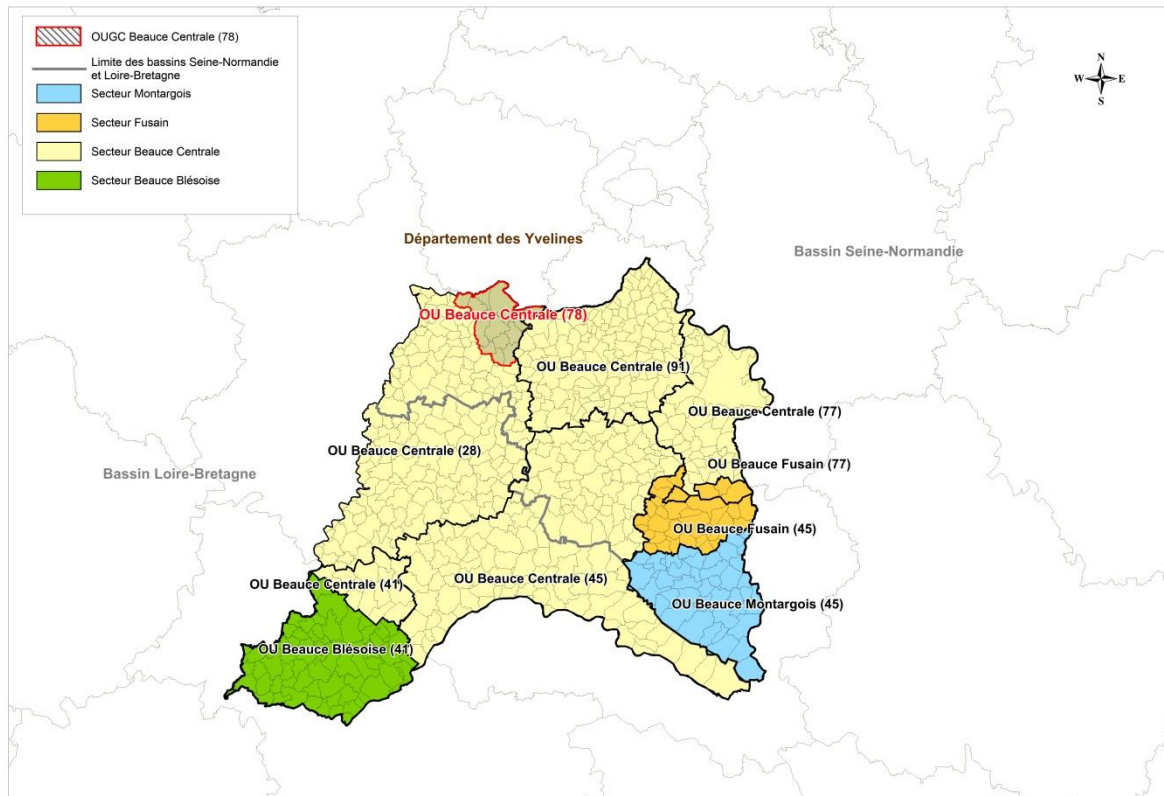 OUGC Beauce Centrale (78)
Limite des bassins Seine-Normandie
et Loire-Bretagne
Secteur Montargois
Secteur Fusain
Secteur Beauce Centrale
Secteur Beauce Blésoise
N
W E
S
Département des Yvelines
Bassin Seine-Normandie
OU Beauce Centrale (78)
OU Beauce Centrale (91)
OU Beauce Centrale (77)
OU Beauce Centrale (28)
OU Beauce Fusain (77)
Bassin Loire-Bretagne
OU Beauce Fusain (45)
OU Beauce Centrale (41)
OU Beauce Centrale (45)
OU Beauce Montargois (45)
OU Beauce Blésoise (41)